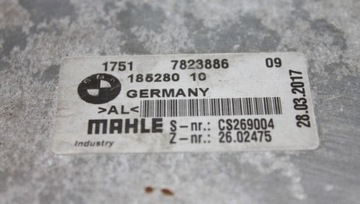 1751 7823886 09
185280 10
GERMANY
>AL<
MAHLE
Industry
S-nr.: CS269004
Z-nr.: 26.02475
28.03.2017